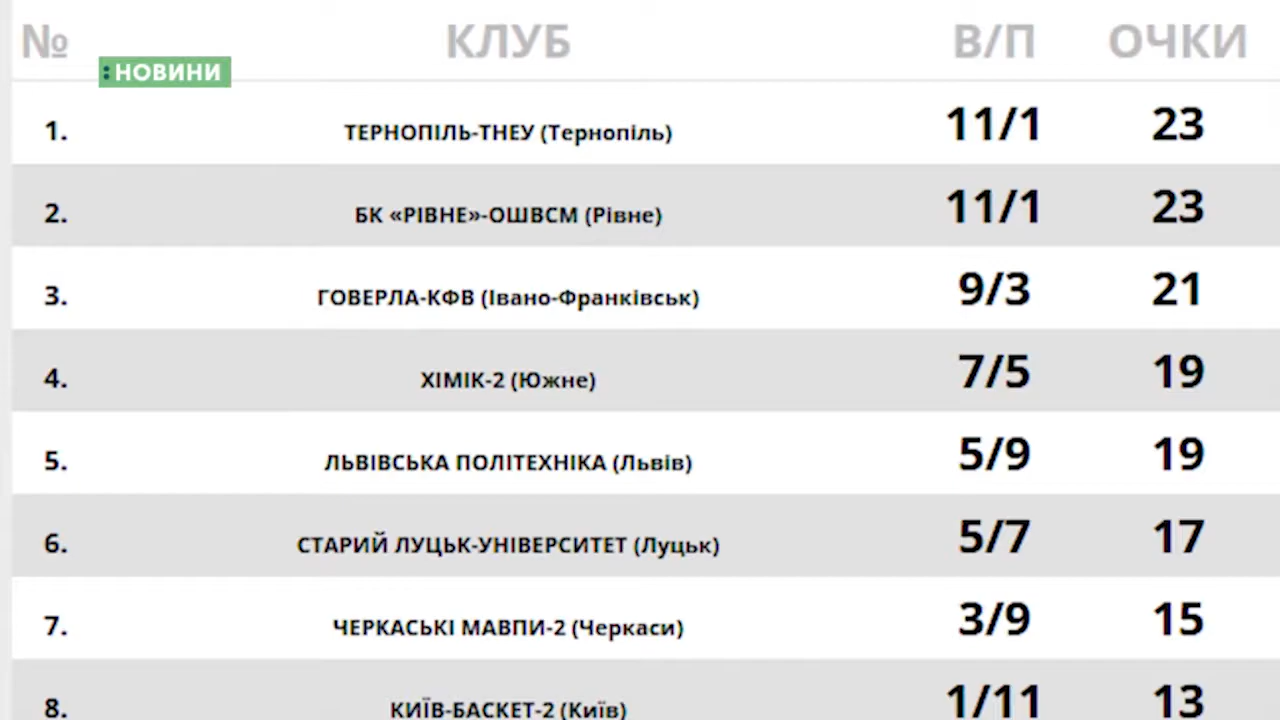 № КЛУБ В/П ОЧКИ
:НОВИНИ
1. ТЕРНОПІЛЬ-ТНЕУ (Тернопіль) 11/1 23
2. БК «РІВНЕ»-ОШВСМ (Рівне) 11/1 23
3. ГОВЕРЛА-КФВ (Івано-Франківськ) 9/3 21
4. ХІМІК-2 (Южне) 7/5 19
5. ЛЬВІВСЬКА ПОЛІТЕХНІКА (Львів) 5/9 19
6. СТАРИЙ ЛУЦЬК-УНІВЕРСИТЕТ (Луцьк) 5/7 17
7. ЧЕРКАСЬКІ МАВПИ-2 (Черкаси) 3/9 15
8. КИЇВ-БАСКЕТ-2 (Київ) 1/11 13